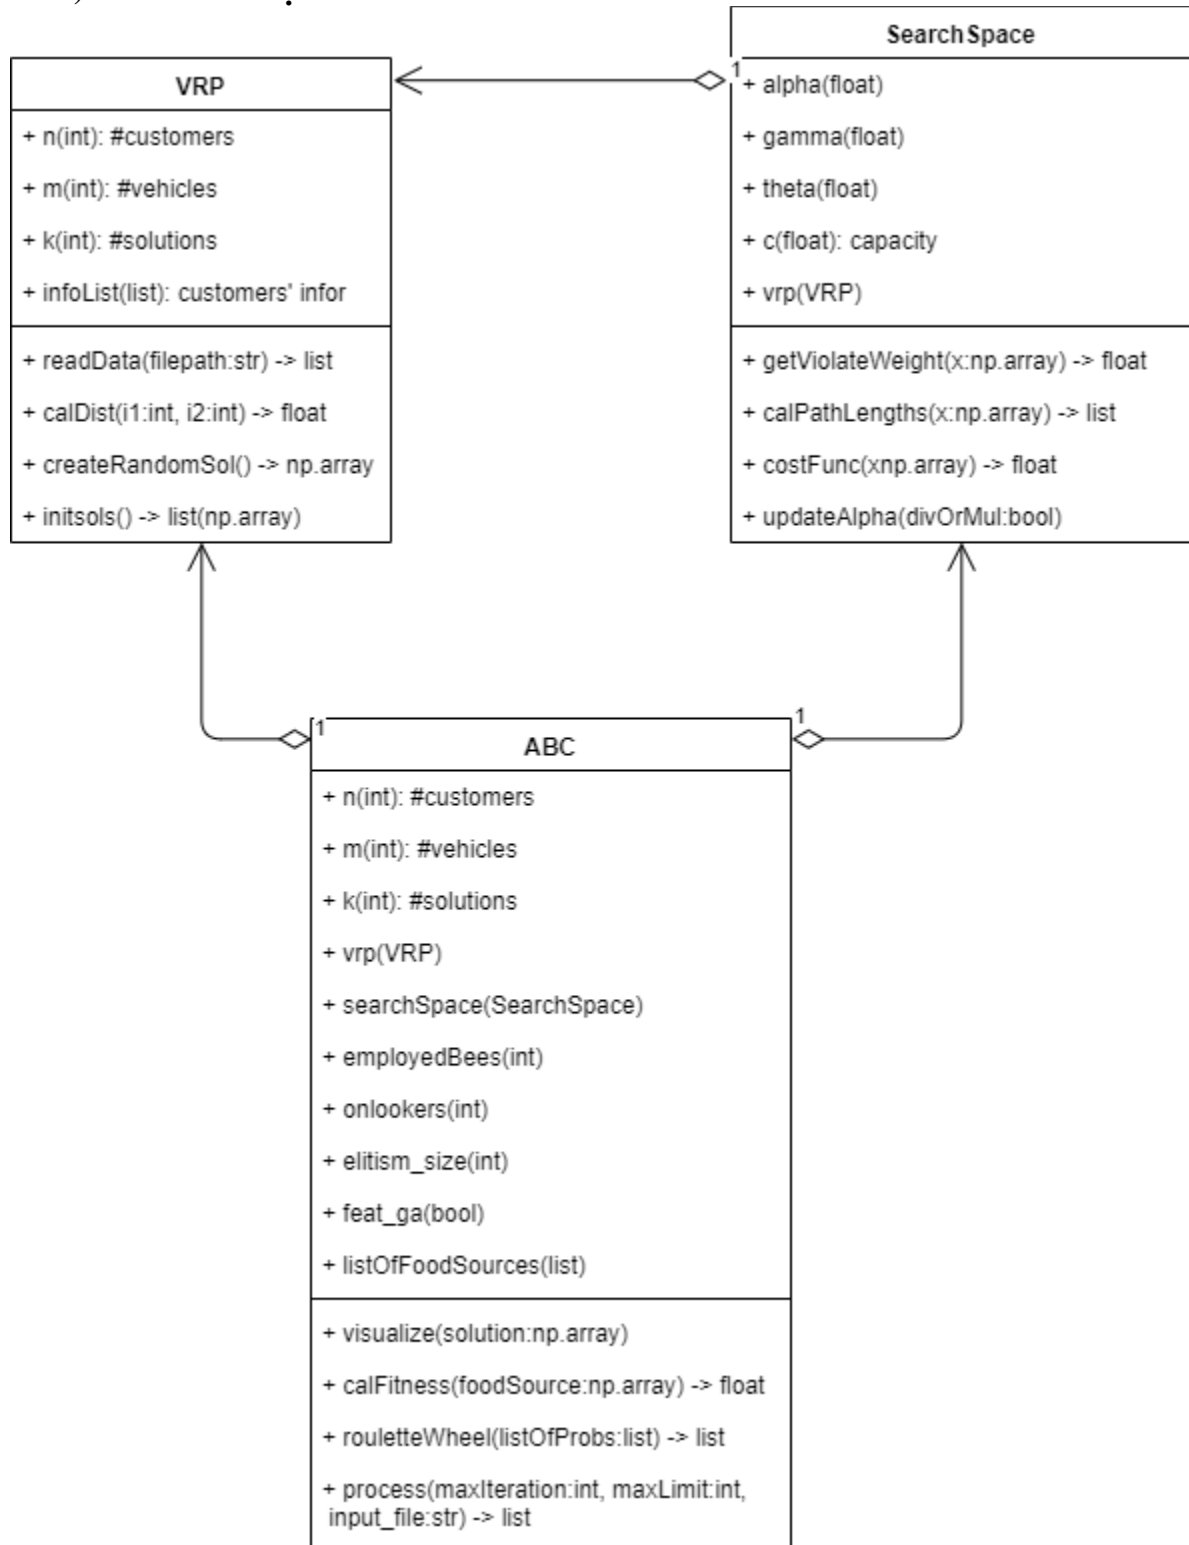 VRP
+ n(int): #customers
+ m(int): #vehicles
+ k(int): #solutions
+ infoList(list): customers' infor
+ readData(filepath:str) -> list
+ calDist(i1:int, i2:int) -> float
+ createRandomSol() -> np.array
+ initsols() -> list(np.array)
SearchSpace
1
+ alpha(float)
+ gamma(float)
+ theta(float)
+ c(float): capacity
+ vrp(VRP)
+ getViolateWeight(x:np.array) -> float
+ calPathLengths(x:np.array) -> list
+ costFunc(xnp.array) -> float
+ updateAlpha(divOrMul:bool)
1
1
ABC
+ n(int): #customers
+ m(int): #vehicles
+ k(int): #solutions
+ vrp(VRP)
+ searchSpace(SearchSpace)
+ employedBees(int)
+ onlookers(int)
+ elitism_size(int)
+ feat_ga(bool)
+ listOfFoodSources(list)
+ visualize(solution:np.array)
+ calFitness(foodSource:np.array) -> float
+ rouletteWheel(listOfProbs:list) -> list
+ process(maxIteration:int, maxLimit:int,
input_file:str) -> list